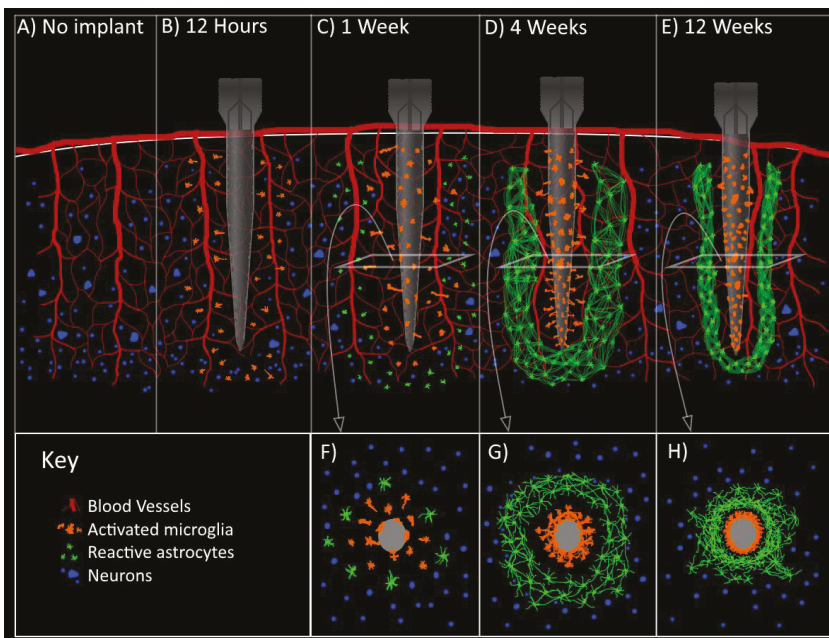 A) No implant
B) 12 Hours
C) 1 Week
D) 4 Weeks
E) 12 Weeks
F)
G)
H)
Key
Blood Vessels
Activated microglia
Reactive astrocytes
Neurons